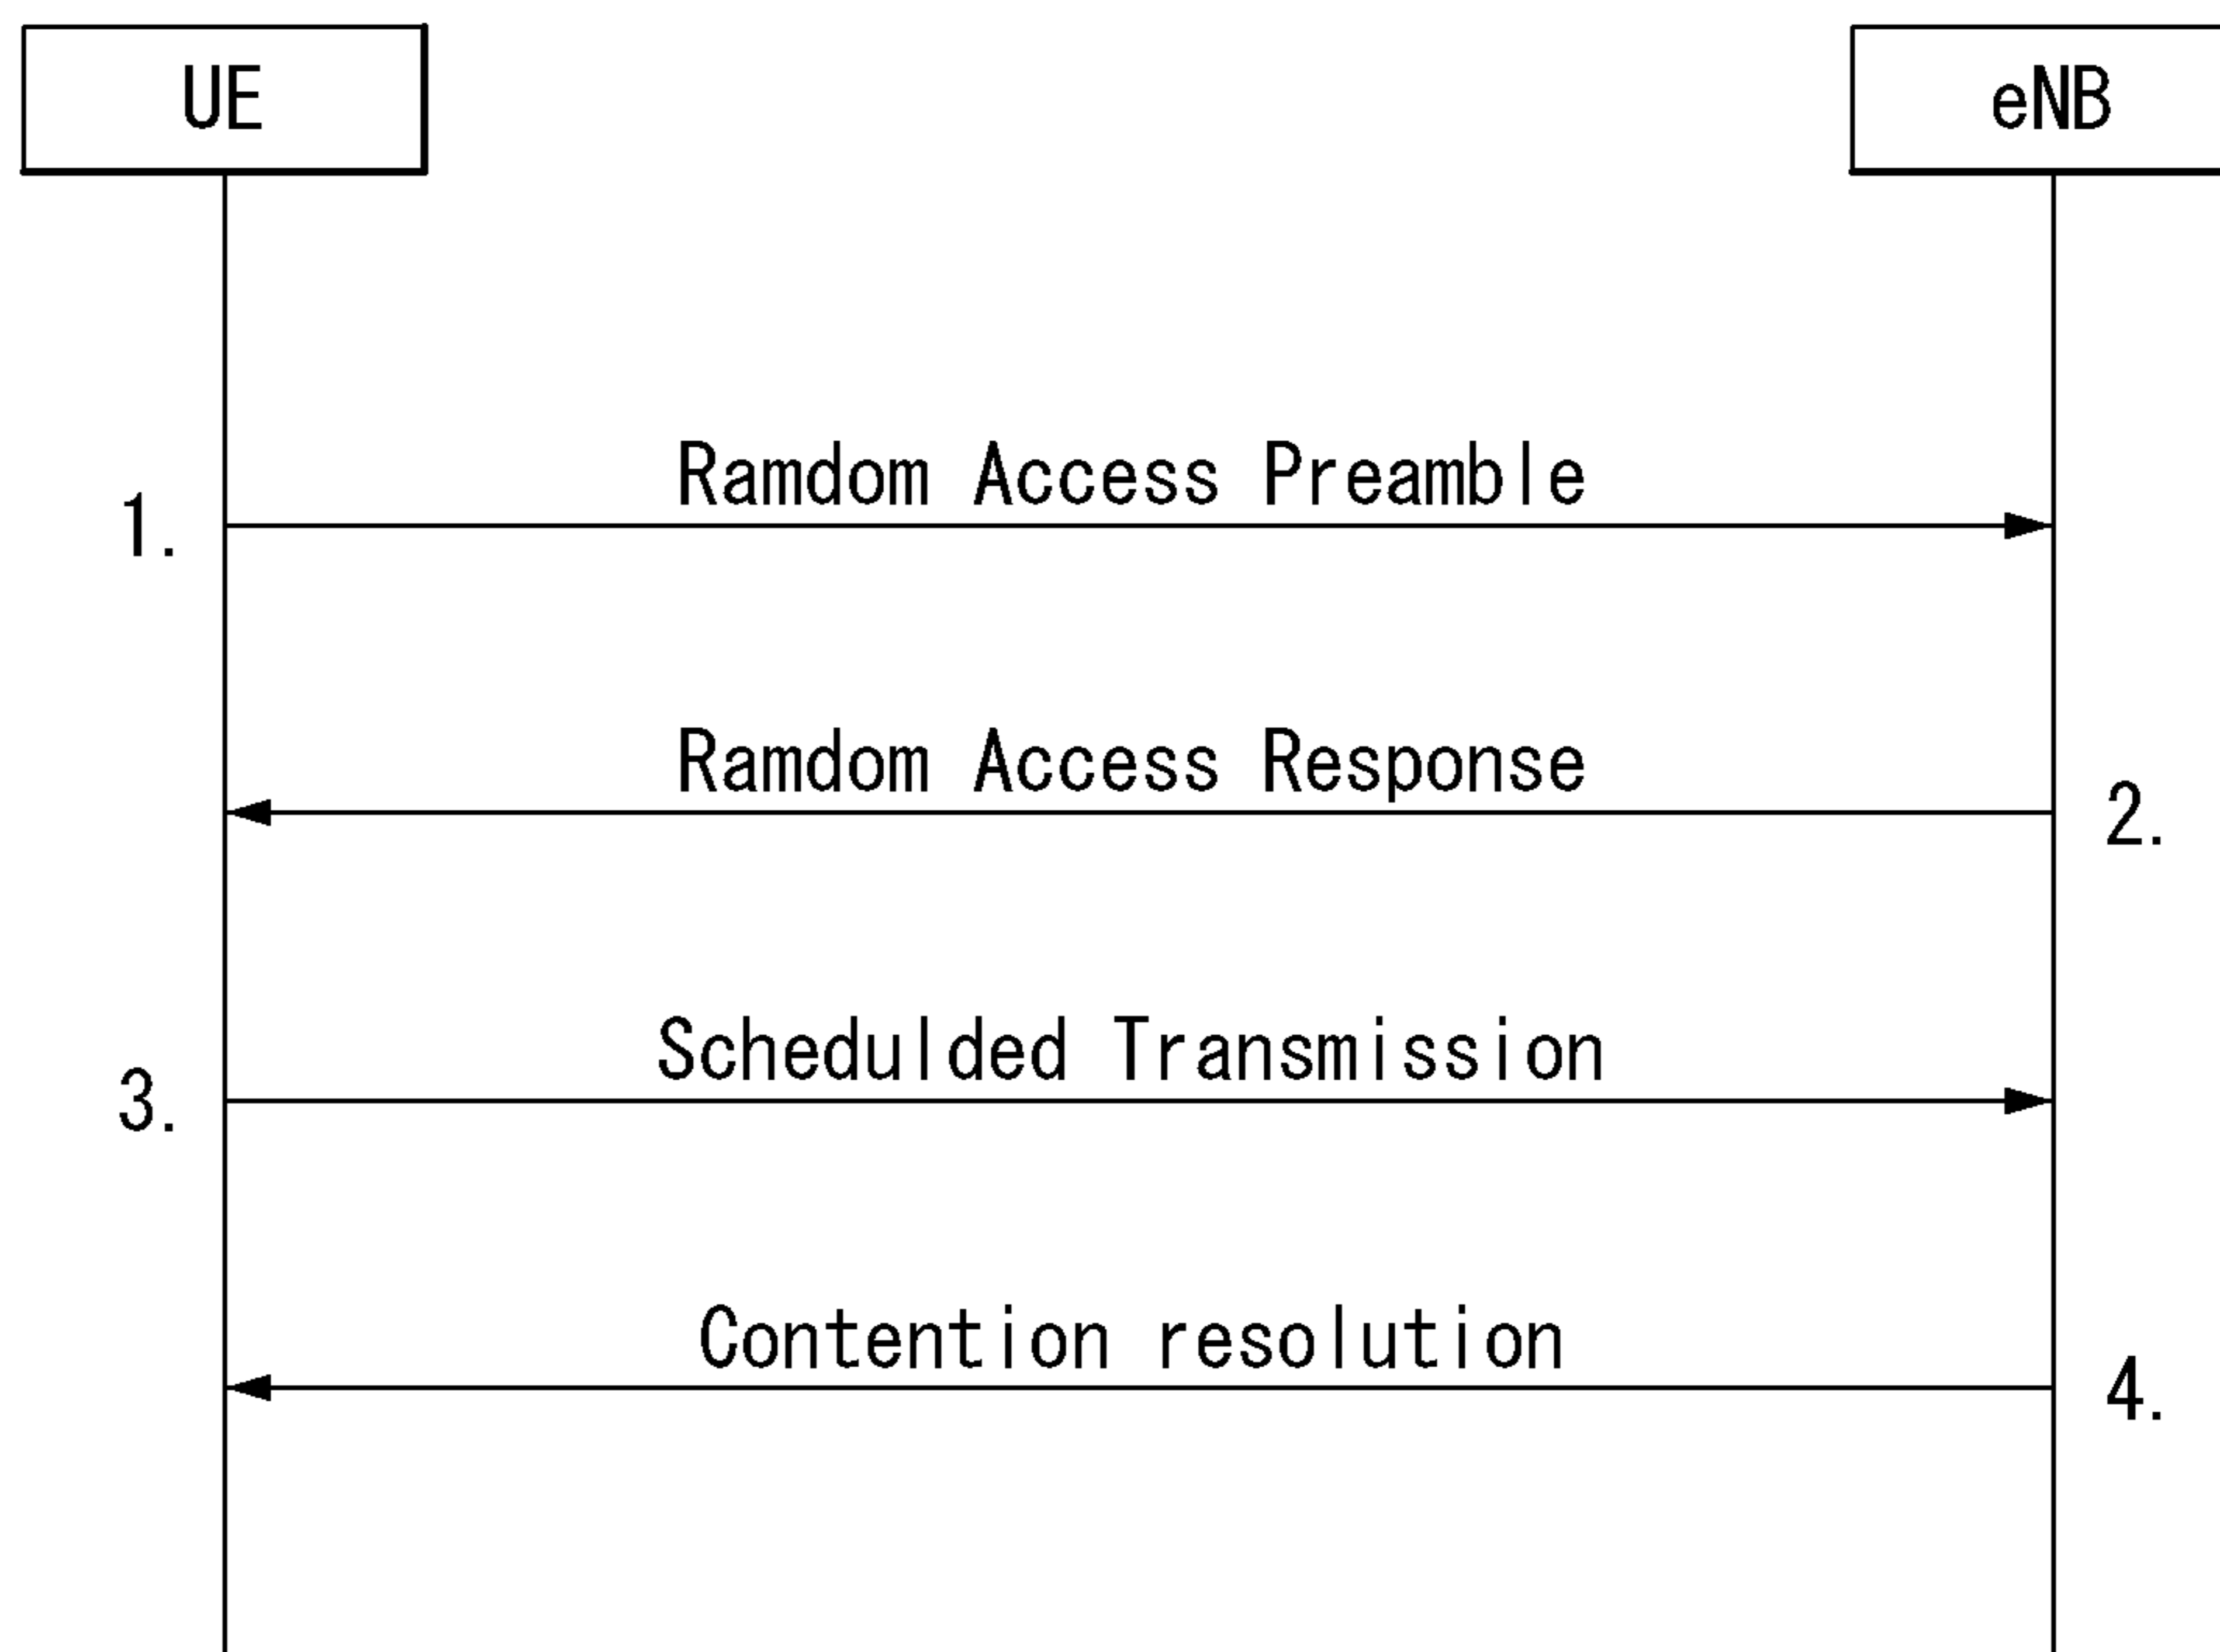 UE
eNB
Ramdom Access Preamble
1.
Ramdom Access Response
2.
Schedulded Transmission
3.
Contention resolution
4.